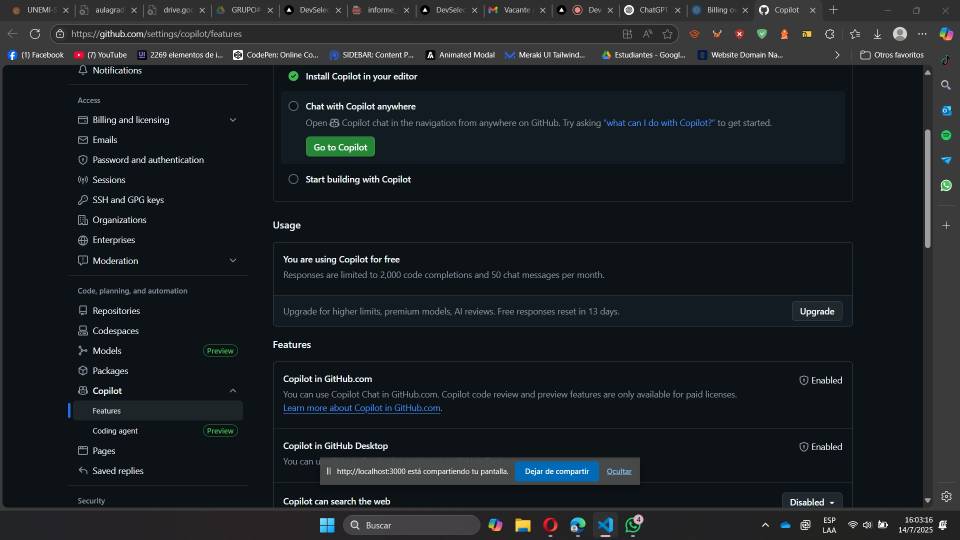 UNEMI-S
aulagrad
drive.goo
GRUPO#
DevSelec
informe_
DevSelec
Vacante
Dev
ChatGPT
Billing ov
Copilot
https://github.com/settings/copilot/features
(1) Facebook
(7) YouTube
2269 elementos de i...
CodePen: Online Co...
SIDEBAR: Content P...
Animated Modal
Meraki UI Tailwind...
Estudiantes - Googl...
Website Domain Na...
Otros favoritos
Notifications
Access
Billing and licensing
Emails
Password and authentication
Sessions
SSH and GPG keys
Organizations
Enterprises
Moderation
Code, planning, and automation
Repositories
Codespaces
Models Preview
Packages
Copilot
Features
Coding agent Preview
Pages
Saved replies
Security
Install Copilot in your editor
Chat with Copilot anywhere
Open Copilot chat in the navigation from anywhere on GitHub. Try asking "what can I do with Copilot?" to get started.
Go to Copilot
Start building with Copilot
Usage
You are using Copilot for free
Responses are limited to 2,000 code completions and 50 chat messages per month.
Upgrade for higher limits, premium models, AI reviews. Free responses reset in 13 days.
Upgrade
Features
Copilot in GitHub.com
Enabled
You can use Copilot Chat in GitHub.com. Copilot code review and preview features are only available for paid licenses.
Learn more about Copilot in GitHub.com.
Copilot in GitHub Desktop
Enabled
You can u
http://localhost:3000 está compartiendo tu pantalla.
Dejar de compartir
Ocultar
Copilot can search the web
Disabled
Buscar
4
ESP
LAA
16:03:16
14/7/2025